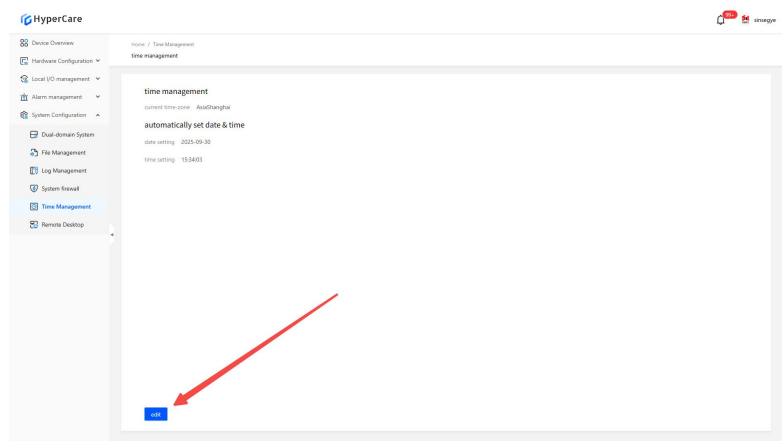 HyperCare
99+
sinsegye
Device Overview
Hardware Configuration
Local I/O management
Alarm management
System Configuration
Dual-domain System
File Management
Log Management
System firewall
Time Management
Remote Desktop
Home / Time Management
time management
time management
current time-zone AsiaShanghai
automatically set date & time
date setting 2025-09-30
time setting 15:34:03
edit